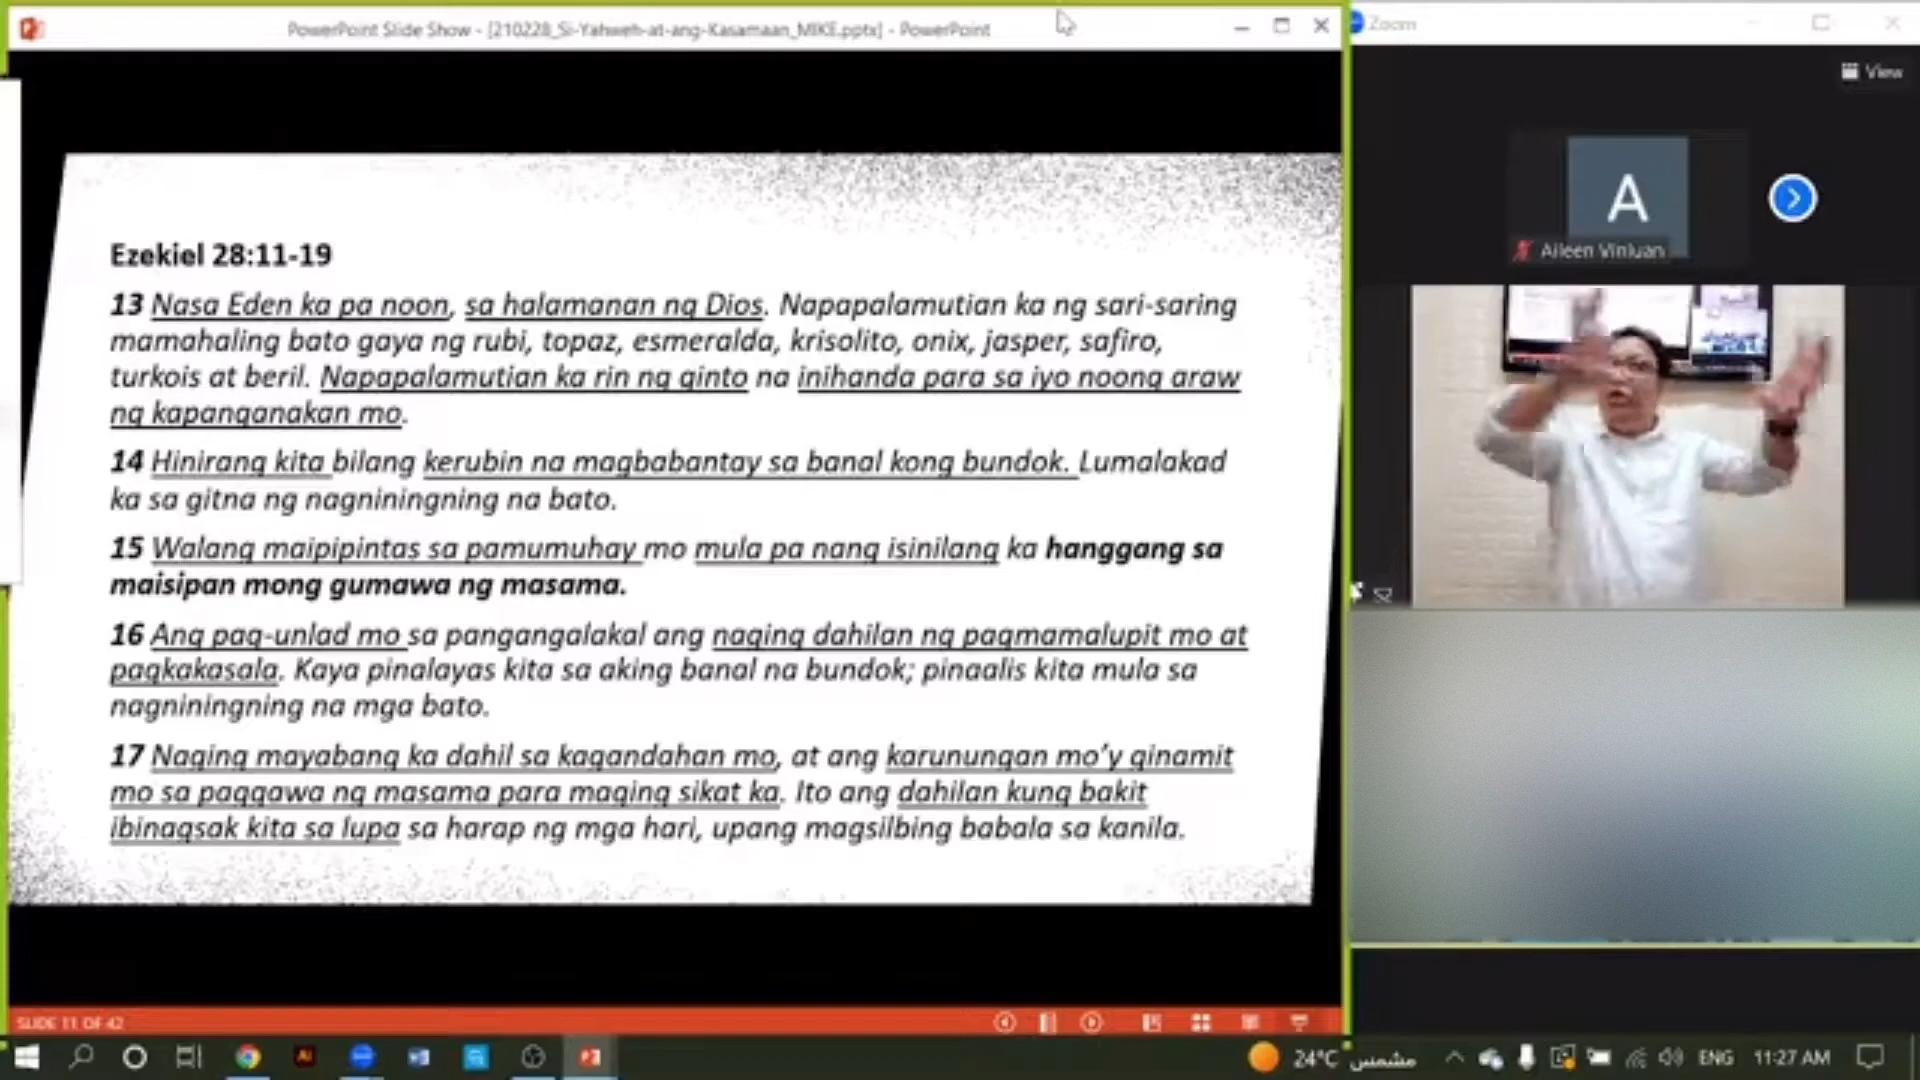 PowerPoint Slide Show - [210228_Si-Yahweh-at-ang-Kasamaan_MIKE.pptx] - PowerPoint
Zoom
View
A
Aileen Vinluan
Ezekiel 28:11-19
13 Nasa Eden ka pa noon, sa halamanan ng Dios. Napapalamutian ka ng sari-saring
mamahaling bato gaya ng rubi, topaz, esmeralda, krisolito, onix, jasper, safiro,
turkois at beril. Napapalamutian ka rin ng ginto na inihanda para sa iyo noong araw
ng kapanganakan mo.
14 Hinirang kita bilang kerubin na magbabantay sa banal kong bundok. Lumalakad
ka sa gitna ng nagniningning na bato.
15 Walang maipipintas sa pamumuhay mo mula pa nang isinilang ka hanggang sa
maisipan mong gumawa ng masama.
16 Ang pag-unlad mo sa pangangalakal ang naging dahilan ng pagmamalupit mo at
pagkakasala. Kaya pinalayas kita sa aking banal na bundok; pinaalis kita mula sa
nagniningning na mga bato.
17 Naging mayabang ka dahil sa kagandahan mo, at ang karunungan mo'y ginamit
mo sa paggawa ng masama para maging sikat ka. Ito ang dahilan kung bakit
ibinagsak kita sa lupa sa harap ng mga hari, upang magsilbing babala sa kanila.
SLIDE 11 OF 42
Ai
24°C مشمس
ENG
11:27 AM